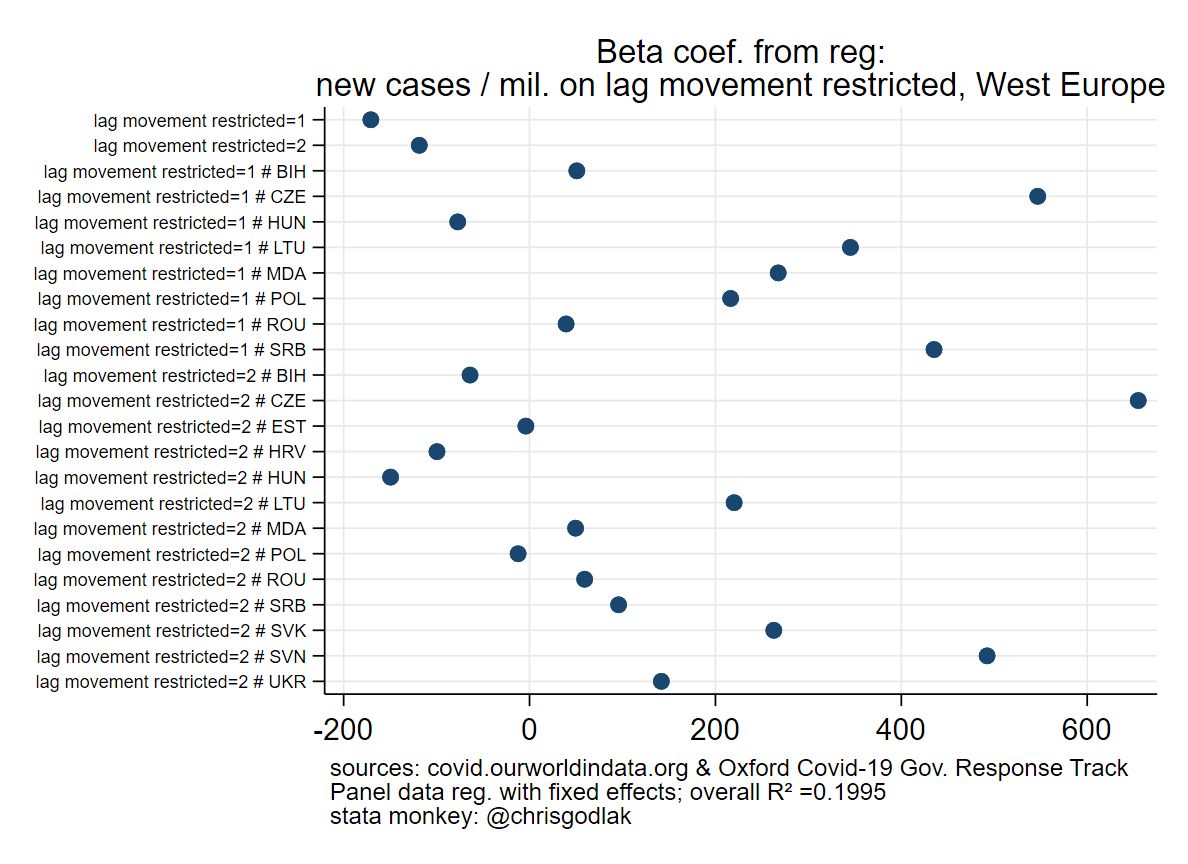 Beta coef. from reg:
new cases / mil. on lag movement restricted, West Europe
lag movement restricted=1
lag movement restricted=2
lag movement restricted=1 # BIH
lag movement restricted=1 # CZE
lag movement restricted=1 # HUN
lag movement restricted=1 # LTU
lag movement restricted=1 # MDA
lag movement restricted=1 # POL
lag movement restricted=1 # ROU
lag movement restricted=1 # SRB
lag movement restricted=2 # BIH
lag movement restricted=2 # CZE
lag movement restricted=2 # EST
lag movement restricted=2 # HRV
lag movement restricted=2 # HUN
lag movement restricted=2 # LTU
lag movement restricted=2 # MDA
lag movement restricted=2 # POL
lag movement restricted=2 # ROU
lag movement restricted=2 # SRB
lag movement restricted=2 # SVK
lag movement restricted=2 # SVN
lag movement restricted=2 # UKR
-200 0 200 400 600
sources: covid.ourworldindata.org & Oxford Covid-19 Gov. Response Track
Panel data reg. with fixed effects; overall R² =0.1995
stata monkey: @chrisgodlak